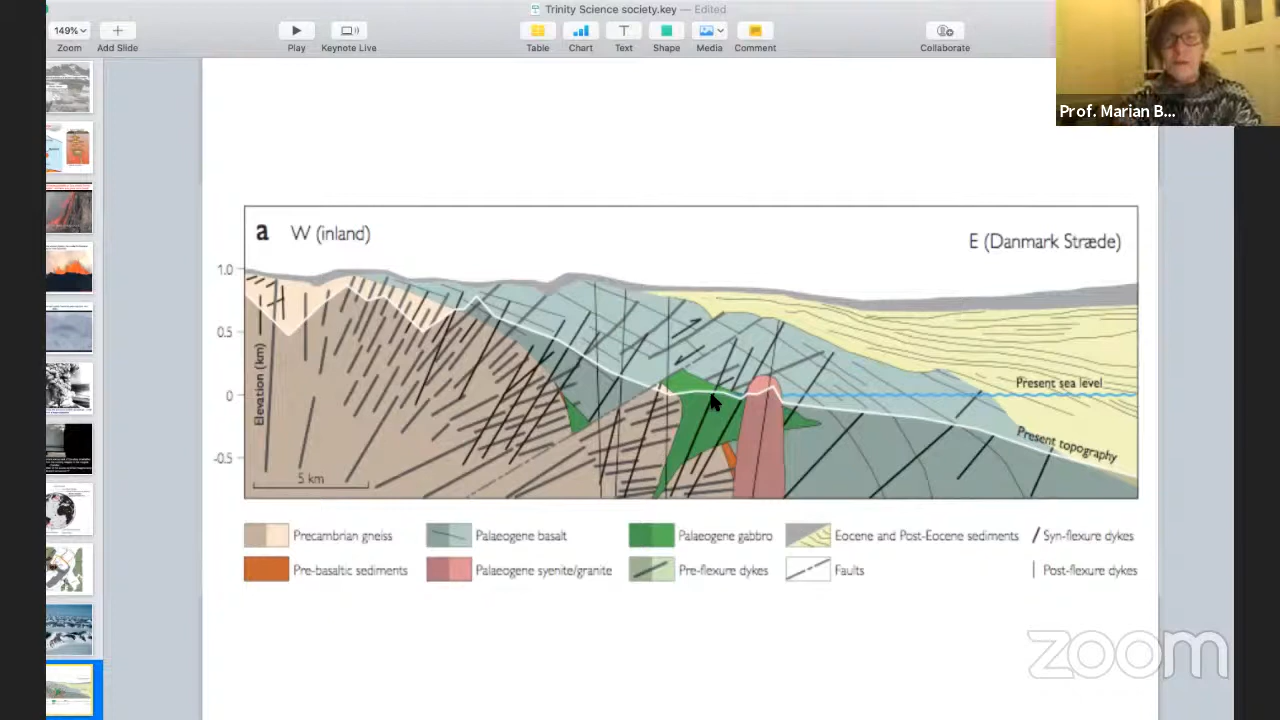 Trinity Science society.key — Edited
149%
Zoom
Add Slide
Play
Keynote Live
Table
Chart
Text
Shape
Media
Comment
Collaborate
Prof. Marian B...
a W (inland)
E (Danmark Stræde)
1.0
0.5
0
Elevation (km)
5 km
Present sea level
Present topography
Precambrian gneiss
Palaeogene basalt
Palaeogene gabbro
Eocene and Post-Eocene sediments
Syn-flexure dykes
Pre-basaltic sediments
Palaeogene syenite/granite
Pre-flexure dykes
Faults
Post-flexure dykes
zoom